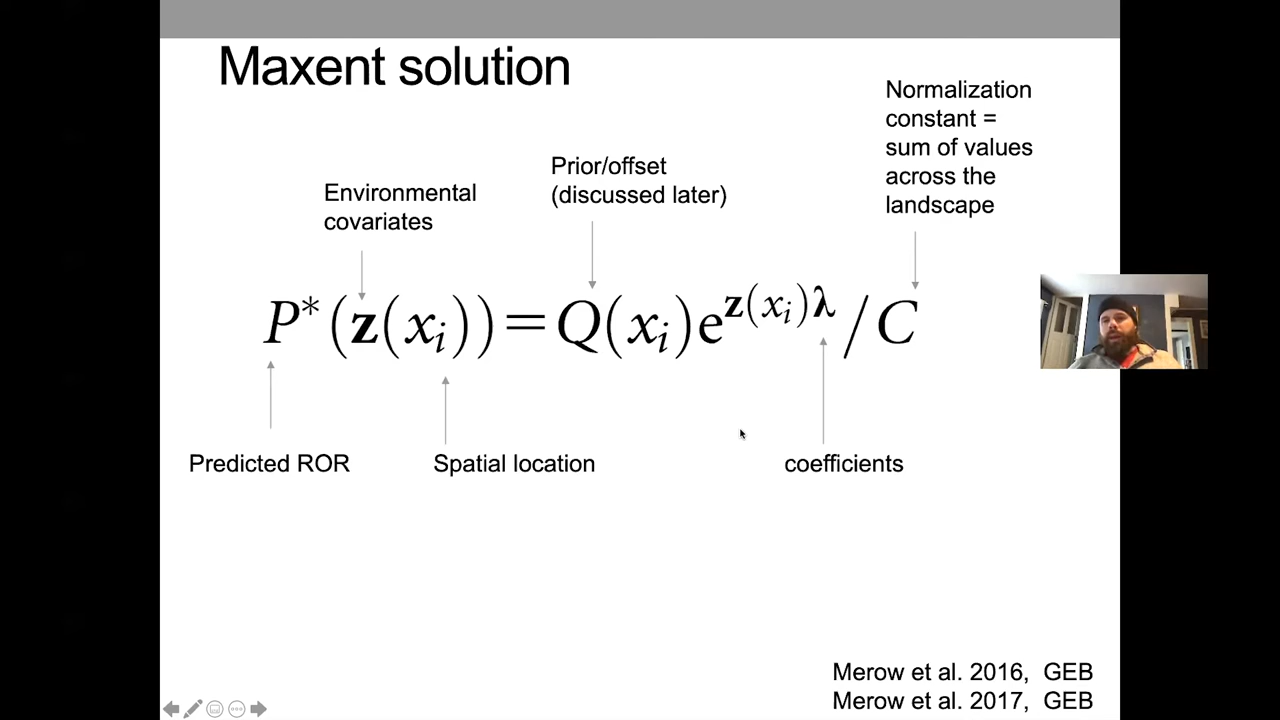 Maxent solution
Normalization
constant =
sum of values
across the
landscape
Prior/offset
(discussed later)
Environmental
covariates
P*(z(xᵢ))=Q(xᵢ)e^z(xᵢ)λ/C
Predicted ROR
Spatial location
coefficients
Merow et al. 2016, GEB
Merow et al. 2017, GEB